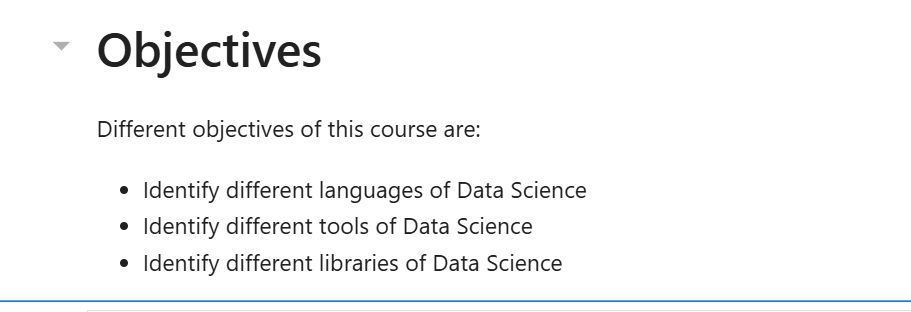 Objectives
Different objectives of this course are:
Identify different languages of Data Science
Identify different tools of Data Science
Identify different libraries of Data Science